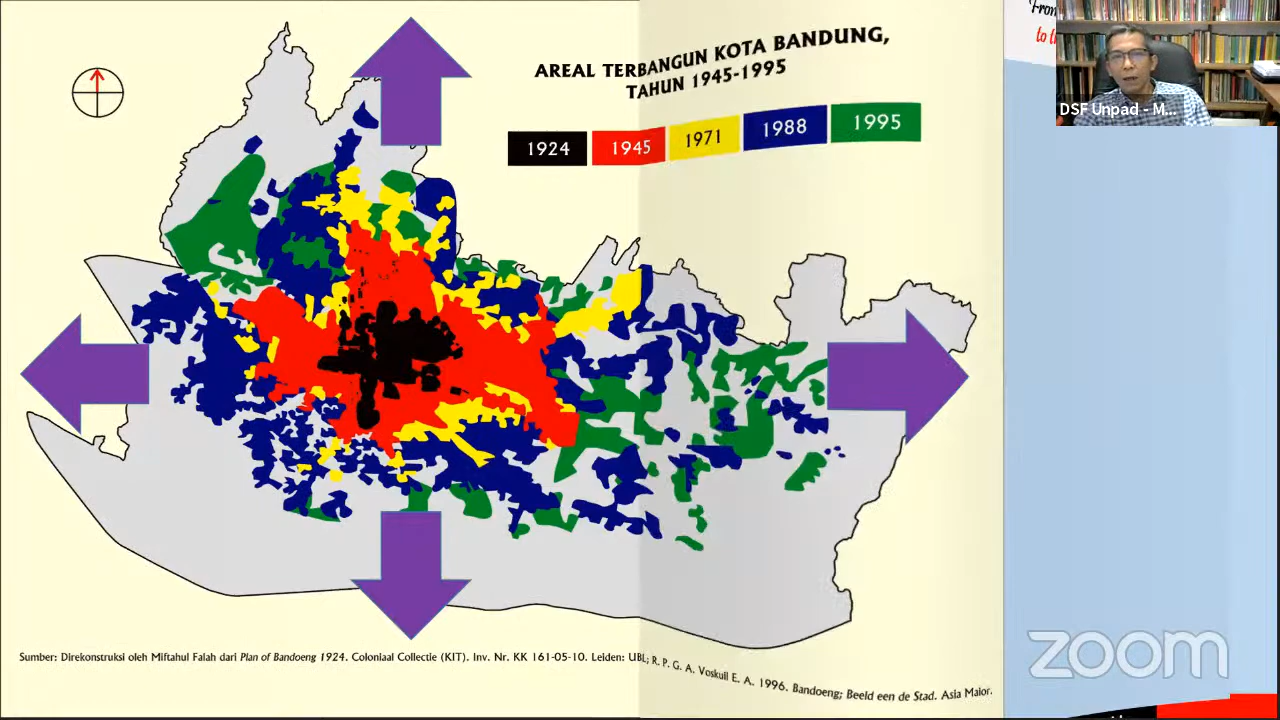 From
AREAL TERBANGUN KOTA BANDUNG,
TAHUN 1945-1995
1924 1945 1971 1988 1995
DSF Unpad - M...
Sumber: Direkonstruksi oleh Miftahul Falah dari Plan of Bandoeng 1924. Coloniaal Collectie (KIT). Inv. Nr. KK 161-05-10. Leiden: UBL; R. P. G. A. Voskuil E. A. 1996. Bandoeng; Beeld een de Stad. Asia Maior.
zoom